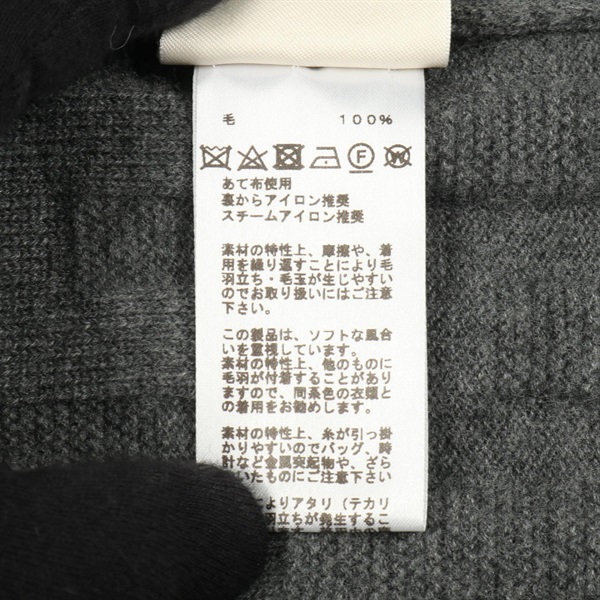 毛 100%
F W
あて布使用
裏からアイロン推奨
スチームアイロン推奨
素材の特性上、摩擦や、着
用を繰り返すことにより毛
羽立ち・毛玉が生じやすい
のでお取り扱いにはご注意
下さい。
この製品は、ソフトな風合
いを重視しています。
素材の特性上、他のものに
毛羽が付着することがあり
ますので、同系色の衣類と
の着用をお勧めします。
素材の特性上、糸が引っ掛
かりやすいのでバッグ、時
計など金属突起物や、ざら
いたものにご注意下さい
によりアタリ（テカリ
羽立ちが発生するこ